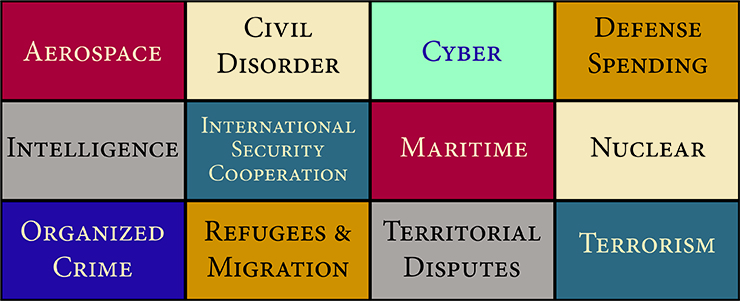 Aerospace
Civil
Disorder
Cyber
Defense
Spending
Intelligence
International
Security
Cooperation
Maritime
Nuclear
Organized
Crime
Refugees &
Migration
Territorial
Disputes
Terrorism